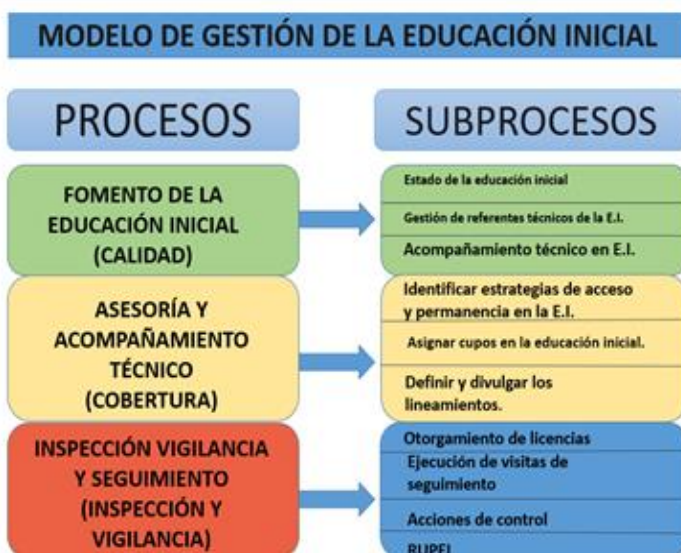 MODELO DE GESTIÓN DE LA EDUCACIÓN INICIAL
PROCESOS
SUBPROCESOS
FOMENTO DE LA
EDUCACIÓN INICIAL
(CALIDAD)
Estado de la educación inicial
Gestión de referentes técnicos de la E.I.
Acompañamiento técnico en E.I.
ASESORÍA Y
ACOMPAÑAMIENTO
TÉCNICO
(COBERTURA)
Identificar estrategias de acceso
y permanencia en la E.I.
Asignar cupos en la educación inicial.
Definir y divulgar los
lineamientos.
INSPECCIÓN VIGILANCIA
Y SEGUIMIENTO
(INSPECCIÓN Y
VIGILANCIA)
Otorgamiento de licencias
Ejecución de visitas de
seguimiento
Acciones de control